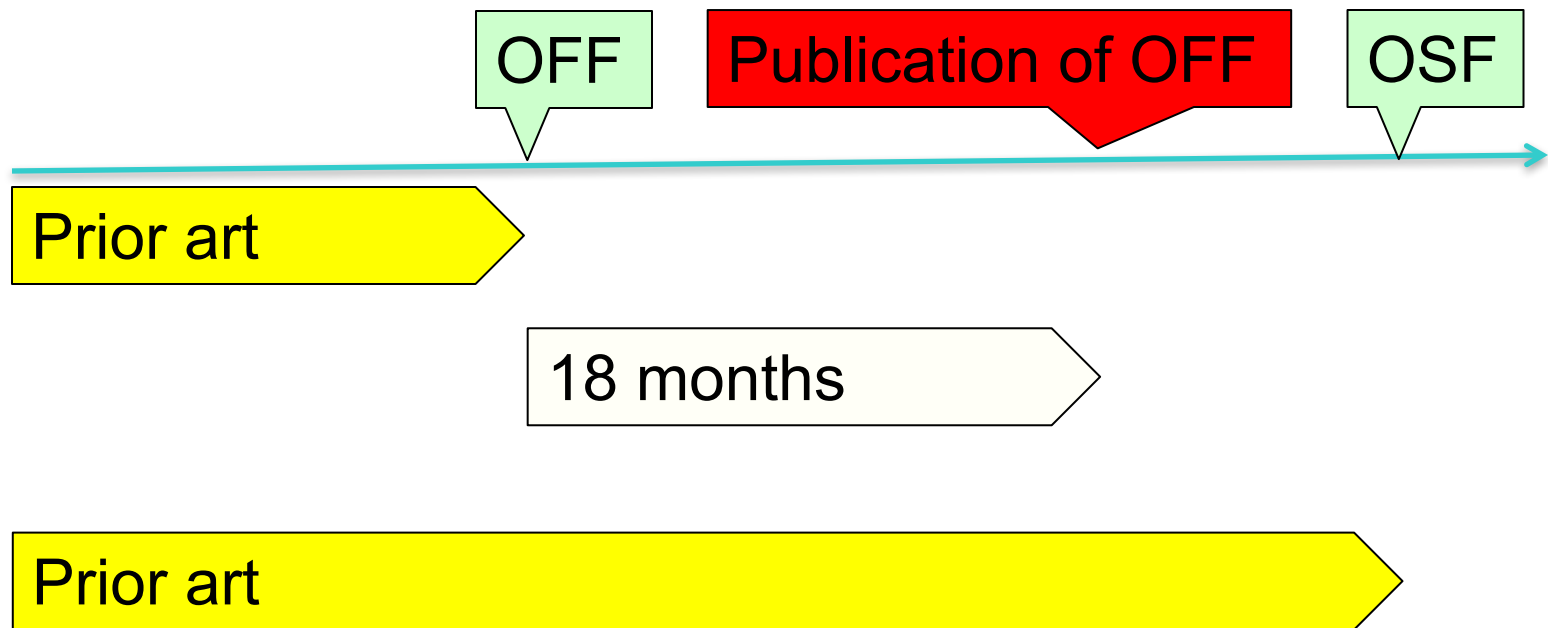 OFF
Publication of OFF
OSF
Prior art
18 months
Prior art